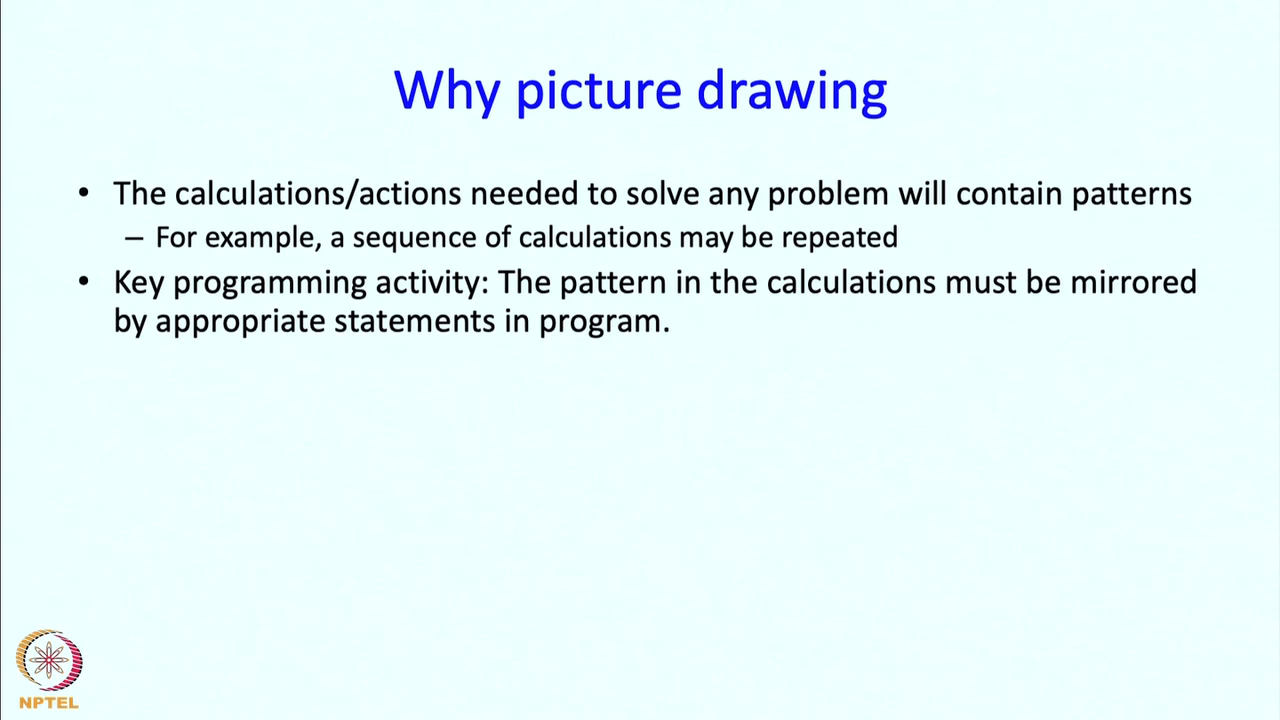 Why picture drawing
• The calculations/actions needed to solve any problem will contain patterns
– For example, a sequence of calculations may be repeated
• Key programming activity: The pattern in the calculations must be mirrored
by appropriate statements in program.
NPTEL